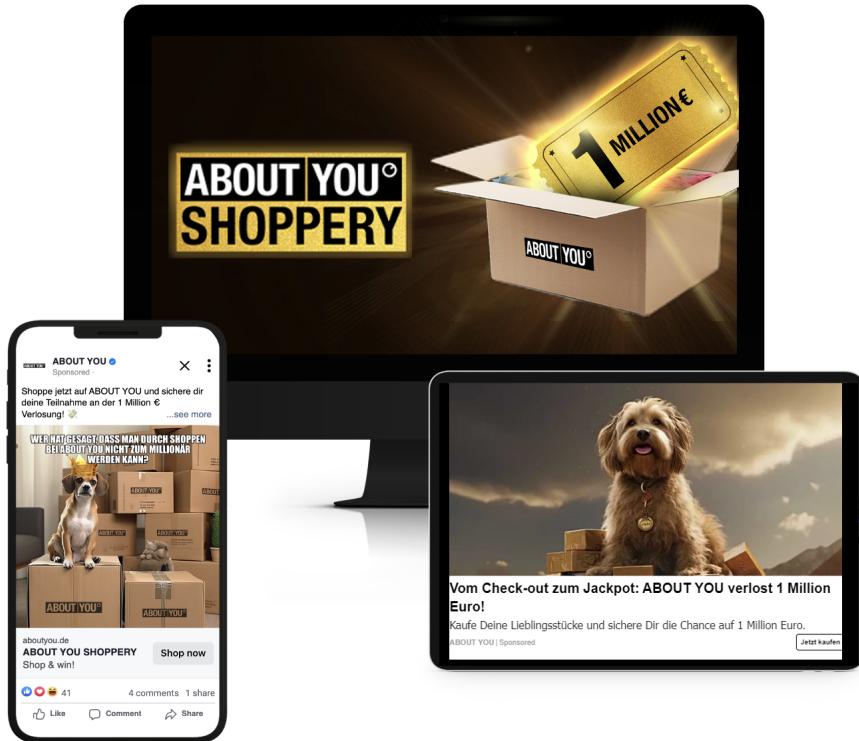 ABOUT YOU°
SHOPPERY
1 MILLION €
ABOUT YOU°
ABOUT YOU
ABOUT YOU
Sponsored ·
Shoppe jetzt auf ABOUT YOU und sichere dir
deine Teilnahme an der 1 Million €
Verlosung! 💸 ...see more
WER HAT GESAGT, DASS MAN DURCH SHOPPEN
BEI ABOUT YOU NICHT ZUM MILLIONÄR
WERDEN KANN?
ABOUT YOU°
ABOUT
ABOUT YOU°
ABOUT YOU°
ABOUT YOU°
ABOUT YOU°
aboutyou.de
ABOUT YOU SHOPPERY
Shop & win!
Shop now
41
4 comments 1 share
Like Comment Share
Vom Check-out zum Jackpot: ABOUT YOU verlost 1 Million
Euro!
Kaufe Deine Lieblingsstücke und sichere Dir die Chance auf 1 Million Euro.
ABOUT YOU | Sponsored
Jetzt kaufen